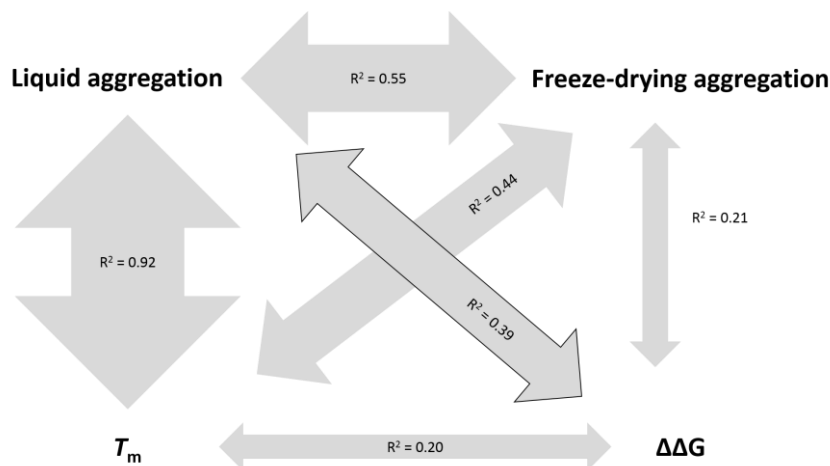 Liquid aggregation
R² = 0.55
Freeze-drying aggregation
R² = 0.44
R² = 0.21
R² = 0.92
R² = 0.39
Tm
R² = 0.20
ΔΔG